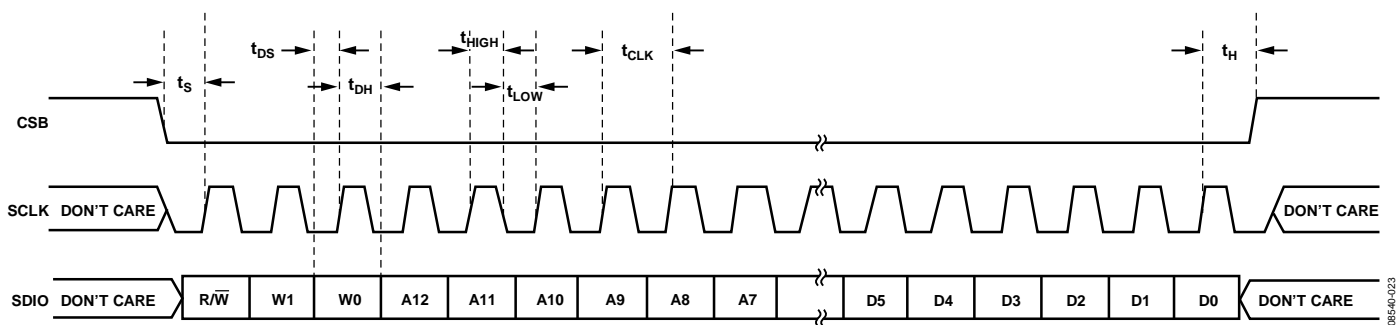 tDS
tHIGH
tCLK
tH
tS
tDH
tLOW
CSB
SCLK DON'T CARE
DON'T CARE
SDIO DON'T CARE R/W̅ W1 W0 A12 A11 A10 A9 A8 A7 D5 D4 D3 D2 D1 D0 DON'T CARE
08640-023